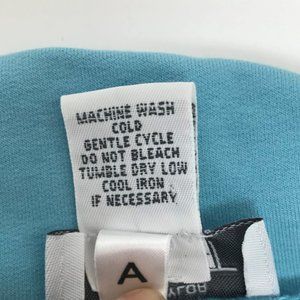 MACHINE WASH
COLD
GENTLE CYCLE
DO NOT BLEACH
TUMBLE DRY LOW
COOL IRON
IF NECESSARY
A